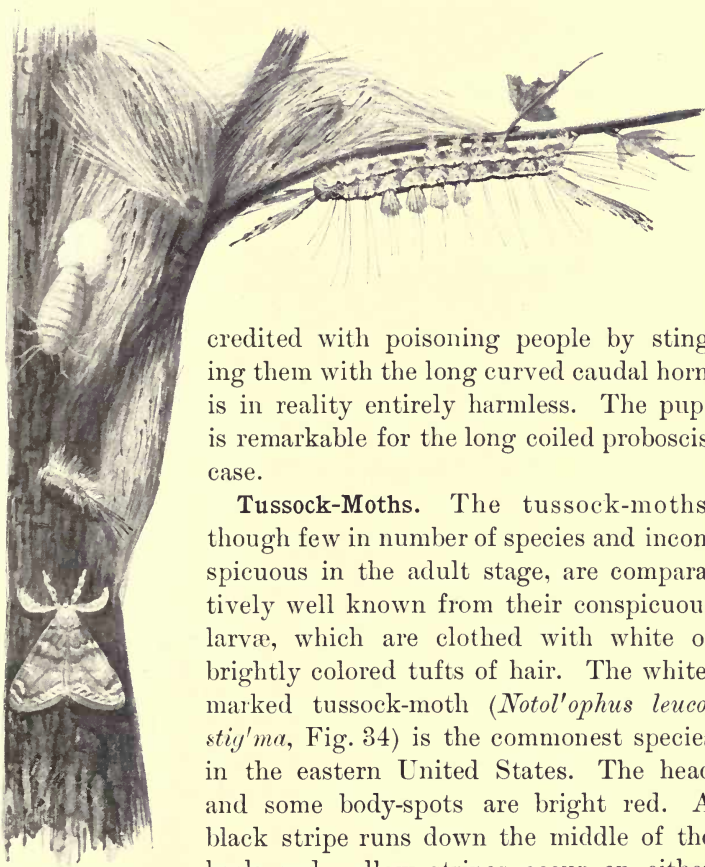 credited with poisoning people by sting
ing them with the long curved caudal horn
is in reality entirely harmless. The pup
is remarkable for the long coiled proboscis
case.
Tussock-Moths. The tussock-moths
though few in number of species and incon
spicuous in the adult stage, are compara
tively well known from their conspicuou
larvæ, which are clothed with white o
brightly colored tufts of hair. The white
marked tussock-moth (Notol'ophus leuco
stig'ma, Fig. 34) is the commonest species
in the eastern United States. The head
and some body-spots are bright red. A
black stripe runs down the middle of the